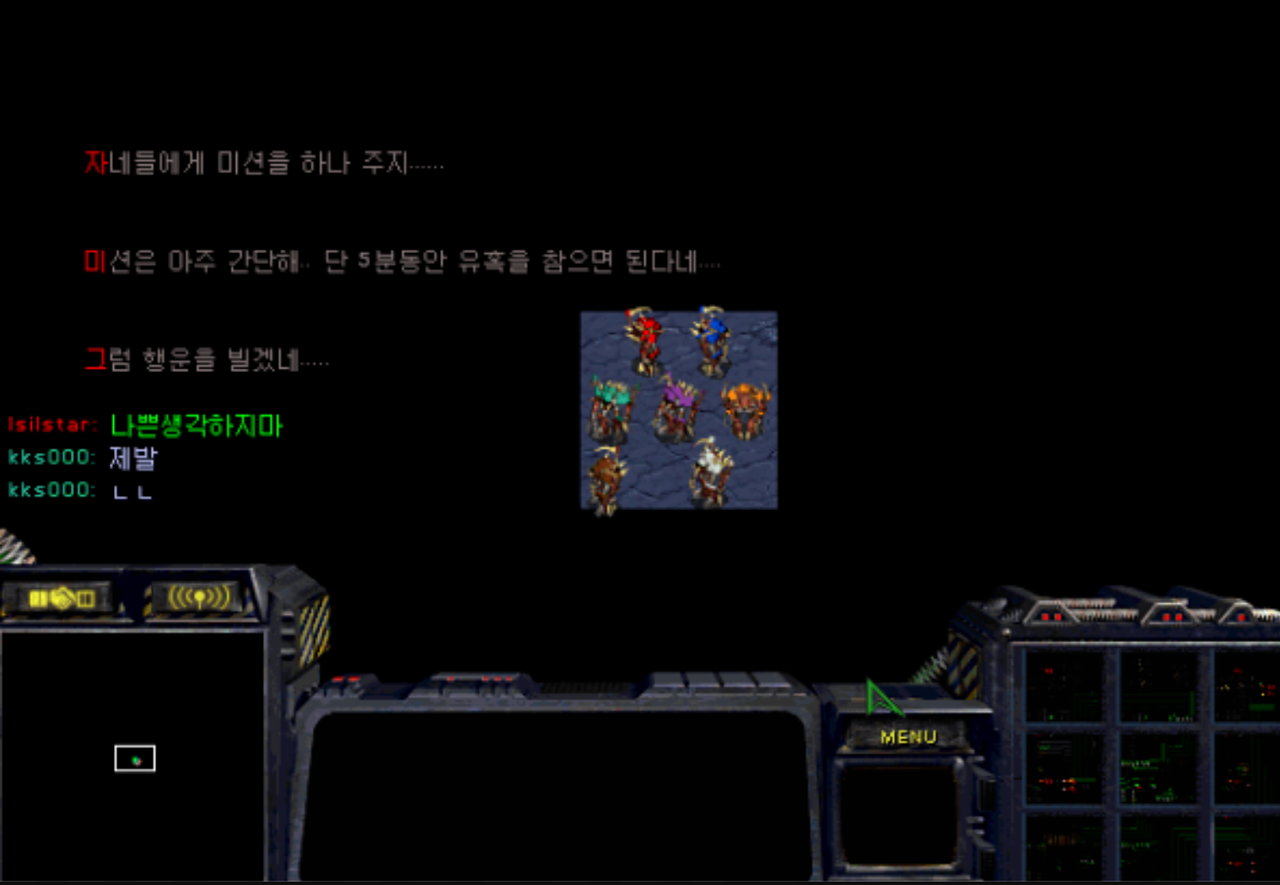 자네들에게 미션을 하나 주지......
미션은 아주 간단해.. 단 5분동안 유혹을 참으면 된다네....
그럼 행운을 빌겠네.....
lsilstar: 나쁜생각하지마
kks000: 제발
kks000: ㄴㄴ
MENU